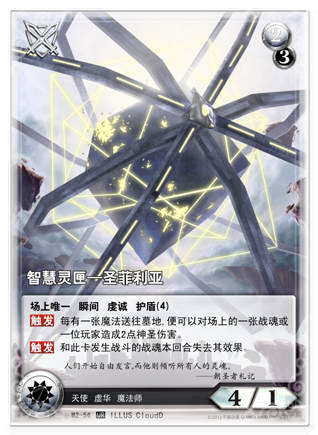 2
3
智慧灵匣—圣菲利亚
场上唯一 瞬间 虔诚 护盾(4)
触发 每有一张魔法送往墓地,便可以对场上的一张战魂或
一位玩家造成2点神圣伤害。
触发 和此卡发生战斗的战魂本回合失去其效果。
人们开始自由发言,而他则倾听所有人的灵魂。
——朝圣者札记
天使 虚华 魔法师
4 / 1
ILLUS CloudD